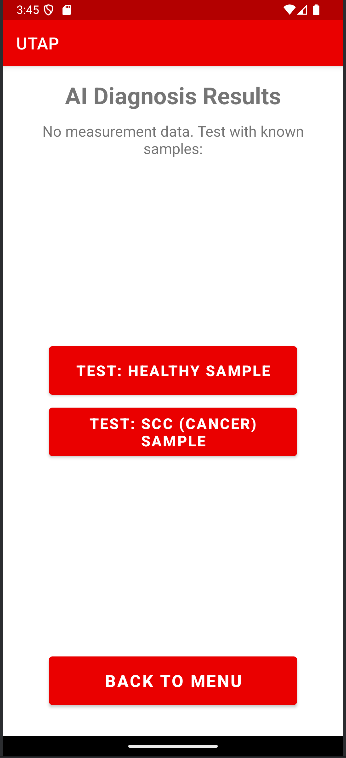 3:45
UTAP
AI Diagnosis Results
No measurement data. Test with known
samples:
TEST: HEALTHY SAMPLE
TEST: SCC (CANCER)
SAMPLE
BACK TO MENU